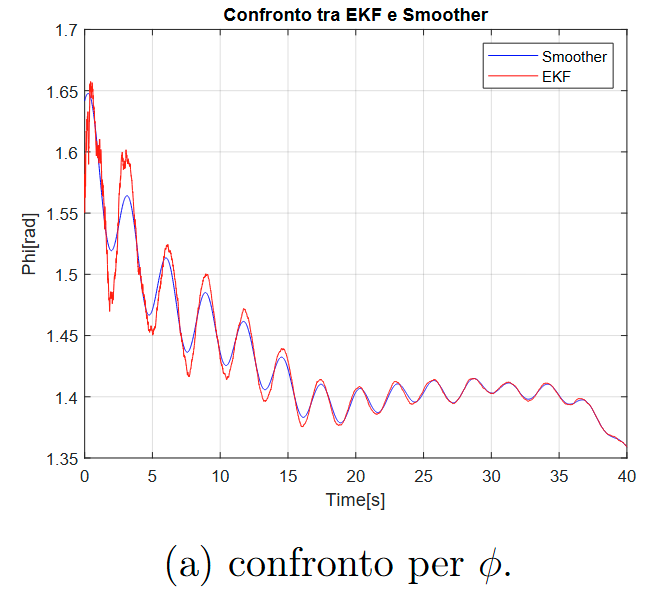 Confronto tra EKF e Smoother
1.7
1.65
1.6
1.55
1.5
1.45
1.4
1.35
Phi[rad]
Smoother
EKF
0 5 10 15 20 25 30 35 40
Time[s]
(a) confronto per ϕ.